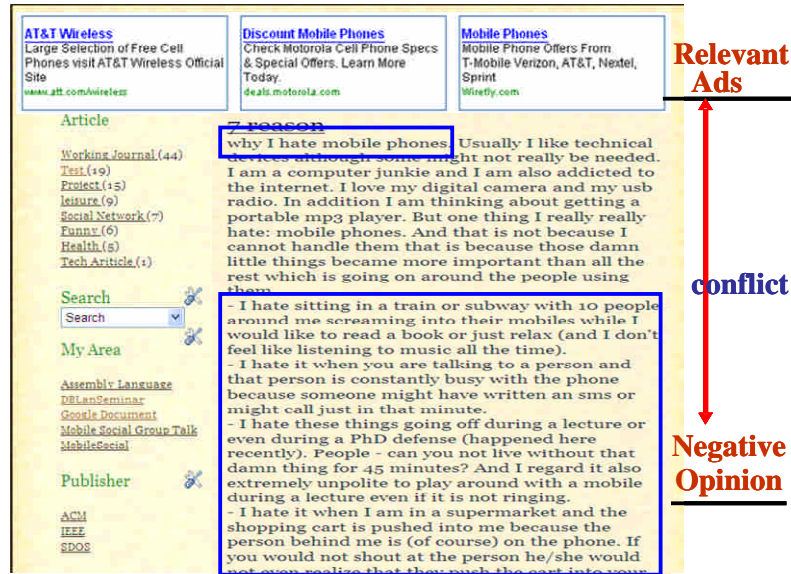 AT&T Wireless
Large Selection of Free Cell
Phones visit AT&T Wireless Official
Site
www.att.com/wireless
Discount Mobile Phones
Check Motorola Cell Phone Specs
& Special Offers. Learn More
Today.
deals.motorola.com
Mobile Phones
Mobile Phone Offers From
T-Mobile Verizon, AT&T, Nextel,
Sprint
Wirefly.com
Relevant
Ads
Article
Working Journal (44)
Test (19)
Project (15)
leisure (9)
Social Network (7)
Funny (6)
Health (5)
Tech Ariticle (1)
Search
Search
My Area
Assembly Language
DBLanSeminar
Google Document
Mobile Social Group Talk
MobileSocial
Publisher
ACM
IEEE
SDOS
7 reason
why I hate mobile phones. Usually I like technical
devices although some might not really be needed.
I am a computer junkie and I am also addicted to
the internet. I love my digital camera and my usb
radio. In addition I am thinking about getting a
portable mp3 player. But one thing I really really
hate: mobile phones. And that is not because I
cannot handle them that is because those damn
little things became more important than all the
rest which is going on around the people using
them.
- I hate sitting in a train or subway with 10 people
around me screaming into their mobiles while I
would like to read a book or just relax (and I don't
feel like listening to music all the time).
- I hate it when you are talking to a person and
that person is constantly busy with the phone
because someone might have written an sms or
might call just in that minute.
- I hate these things going off during a lecture or
even during a PhD defense (happened here
recently). People - can you not live without that
damn thing for 45 minutes? And I regard it also
extremely unpolite to play around with a mobile
during a lecture even if it is not ringing.
- I hate it when I am in a supermarket and the
shopping cart is pushed into me because the
person behind me is (of course) on the phone. If
you would not shout at the person he/she would
not even realize that they push the cart into your
conflict
Negative
Opinion